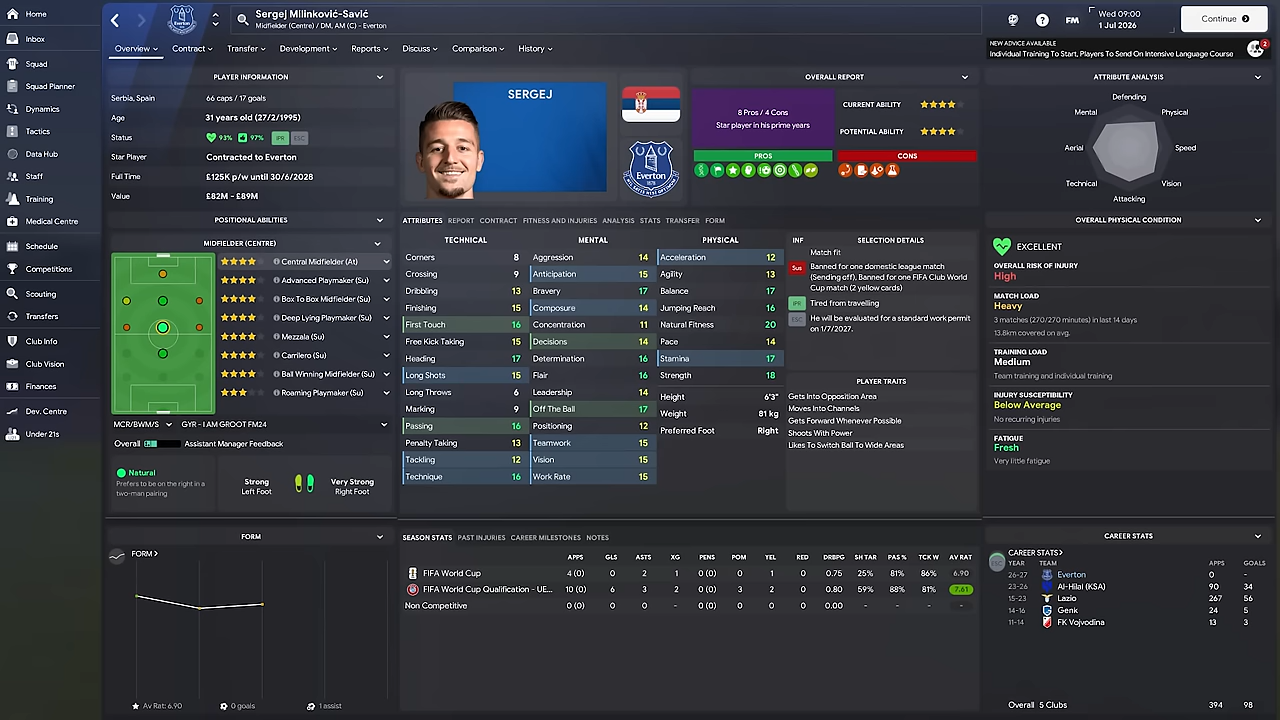 Home
Inbox
Squad
Squad Planner
Dynamics
Tactics
Data Hub
Staff
Training
Medical Centre
Schedule
Competitions
Scouting
Transfers
Club Info
Club Vision
Finances
Dev. Centre
Under 21s
Sergej Milinković-Savić
Midfielder (Centre) / DM, AM (C) - Everton
FM
Wed 09:00
1 Jul 2026
Continue
Overview
Contract
Transfer
Development
Reports
Discuss
Comparison
History
NEW ADVICE AVAILABLE
Individual Training To Start, Players To Send On Intensive Language Course
2
PLAYER INFORMATION
Serbia, Spain 66 caps / 17 goals
Age 31 years old (27/2/1995)
Status 93% 97% IPR ESC
Star Player Contracted to Everton
Full Time £125K p/w until 30/6/2028
Value £82M - £89M
POSITIONAL ABILITIES
MIDFIELDER (CENTRE)
Central Midfielder (At)
Advanced Playmaker (Su)
Box To Box Midfielder (Su)
Deep Lying Playmaker (Su)
Mezzala (Su)
Carrilero (Su)
Ball Winning Midfielder (Su)
Roaming Playmaker (Su)
MCR/BWM/S GYR - I AM GROOT FM24
Overall Assistant Manager Feedback
Natural
Prefers to be on the right in a
two-man pairing
Strong
Left Foot
Very Strong
Right Foot
FORM
FORM >
Av Rat: 6.90 0 goals 1 assist
SERGEJ
Everton
1878
OVERALL REPORT
8 Pros / 4 Cons
Star player in his prime years
CURRENT ABILITY
POTENTIAL ABILITY
PROS CONS
ATTRIBUTES REPORT CONTRACT FITNESS AND INJURIES ANALYSIS STATS TRANSFER FORM
TECHNICAL
Corners 8
Crossing 9
Dribbling 13
Finishing 15
First Touch 16
Free Kick Taking 15
Heading 17
Long Shots 15
Long Throws 6
Marking 9
Passing 16
Penalty Taking 13
Tackling 12
Technique 16
MENTAL
Aggression 14
Anticipation 15
Bravery 17
Composure 14
Concentration 11
Decisions 14
Determination 16
Flair 16
Leadership 14
Off The Ball 17
Positioning 12
Teamwork 15
Vision 15
Work Rate 15
PHYSICAL
Acceleration 12
Agility 13
Balance 17
Jumping Reach 16
Natural Fitness 20
Pace 14
Stamina 17
Strength 18
Height 6'3"
Weight 81 kg
Preferred Foot Right
INF SELECTION DETAILS
Match fit
Sus Banned for one domestic league match
(Sending off), Banned for one FIFA Club World
Cup match (2 yellow cards)
IPR Tired from travelling
ESC He will be evaluated for a standard work permit
on 1/7/2027.
PLAYER TRAITS
Gets Into Opposition Area
Moves Into Channels
Gets Forward Whenever Possible
Shoots With Power
Likes To Switch Ball To Wide Areas
SEASON STATS PAST INJURIES CAREER MILESTONES NOTES
APPS GLS ASTS XG PENS POM YEL RED DRBPG SH TAR PAS % TCK W AV RAT
FIFA World Cup 4 (0) 0 2 1 0 (0) 0 1 0 0.75 25% 81% 86% 6.90
FIFA World Cup Qualification - UE... 10 (0) 6 3 2 0 (0) 3 2 0 0.80 59% 88% 81% 7.61
Non Competitive 0 (0) 0 0 - 0 (0) 0 0 0 0.00 - - - -
ATTRIBUTE ANALYSIS
Defending
Mental
Physical
Aerial
Speed
Technical
Vision
Attacking
OVERALL PHYSICAL CONDITION
EXCELLENT
OVERALL RISK OF INJURY
High
MATCH LOAD
Heavy
3 matches (270/270 minutes) in last 14 days
13.8km covered on avg.
TRAINING LOAD
Medium
Team training and individual training
INJURY SUSCEPTIBILITY
Below Average
No recurring injuries
FATIGUE
Fresh
Very little fatigue
CAREER STATS
CAREER STATS >
YEAR TEAM APPS GOALS
26-27 Everton 0 -
23-26 Al-Hilal (KSA) 90 34
15-23 Lazio 267 56
14-16 Genk 24 5
11-14 FK Vojvodina 13 3
Overall 5 Clubs 394 98